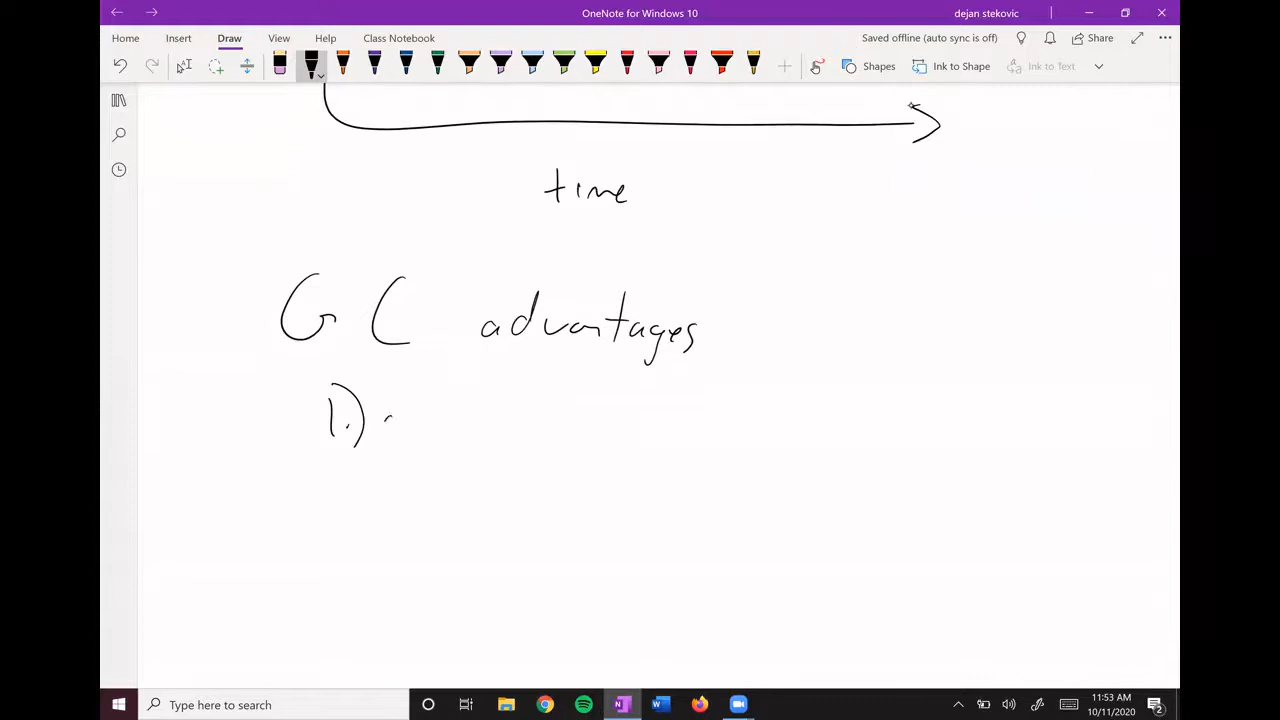 OneNote for Windows 10
dejan stekovic
Home Insert Draw View Class Notebook
Saved offline (auto sync is off)
Share
Shapes
Ink to Shape
Ink to Text
time
GC advantages
1.)
Type here to search
N
W
11:53 AM
10/11/2020
2